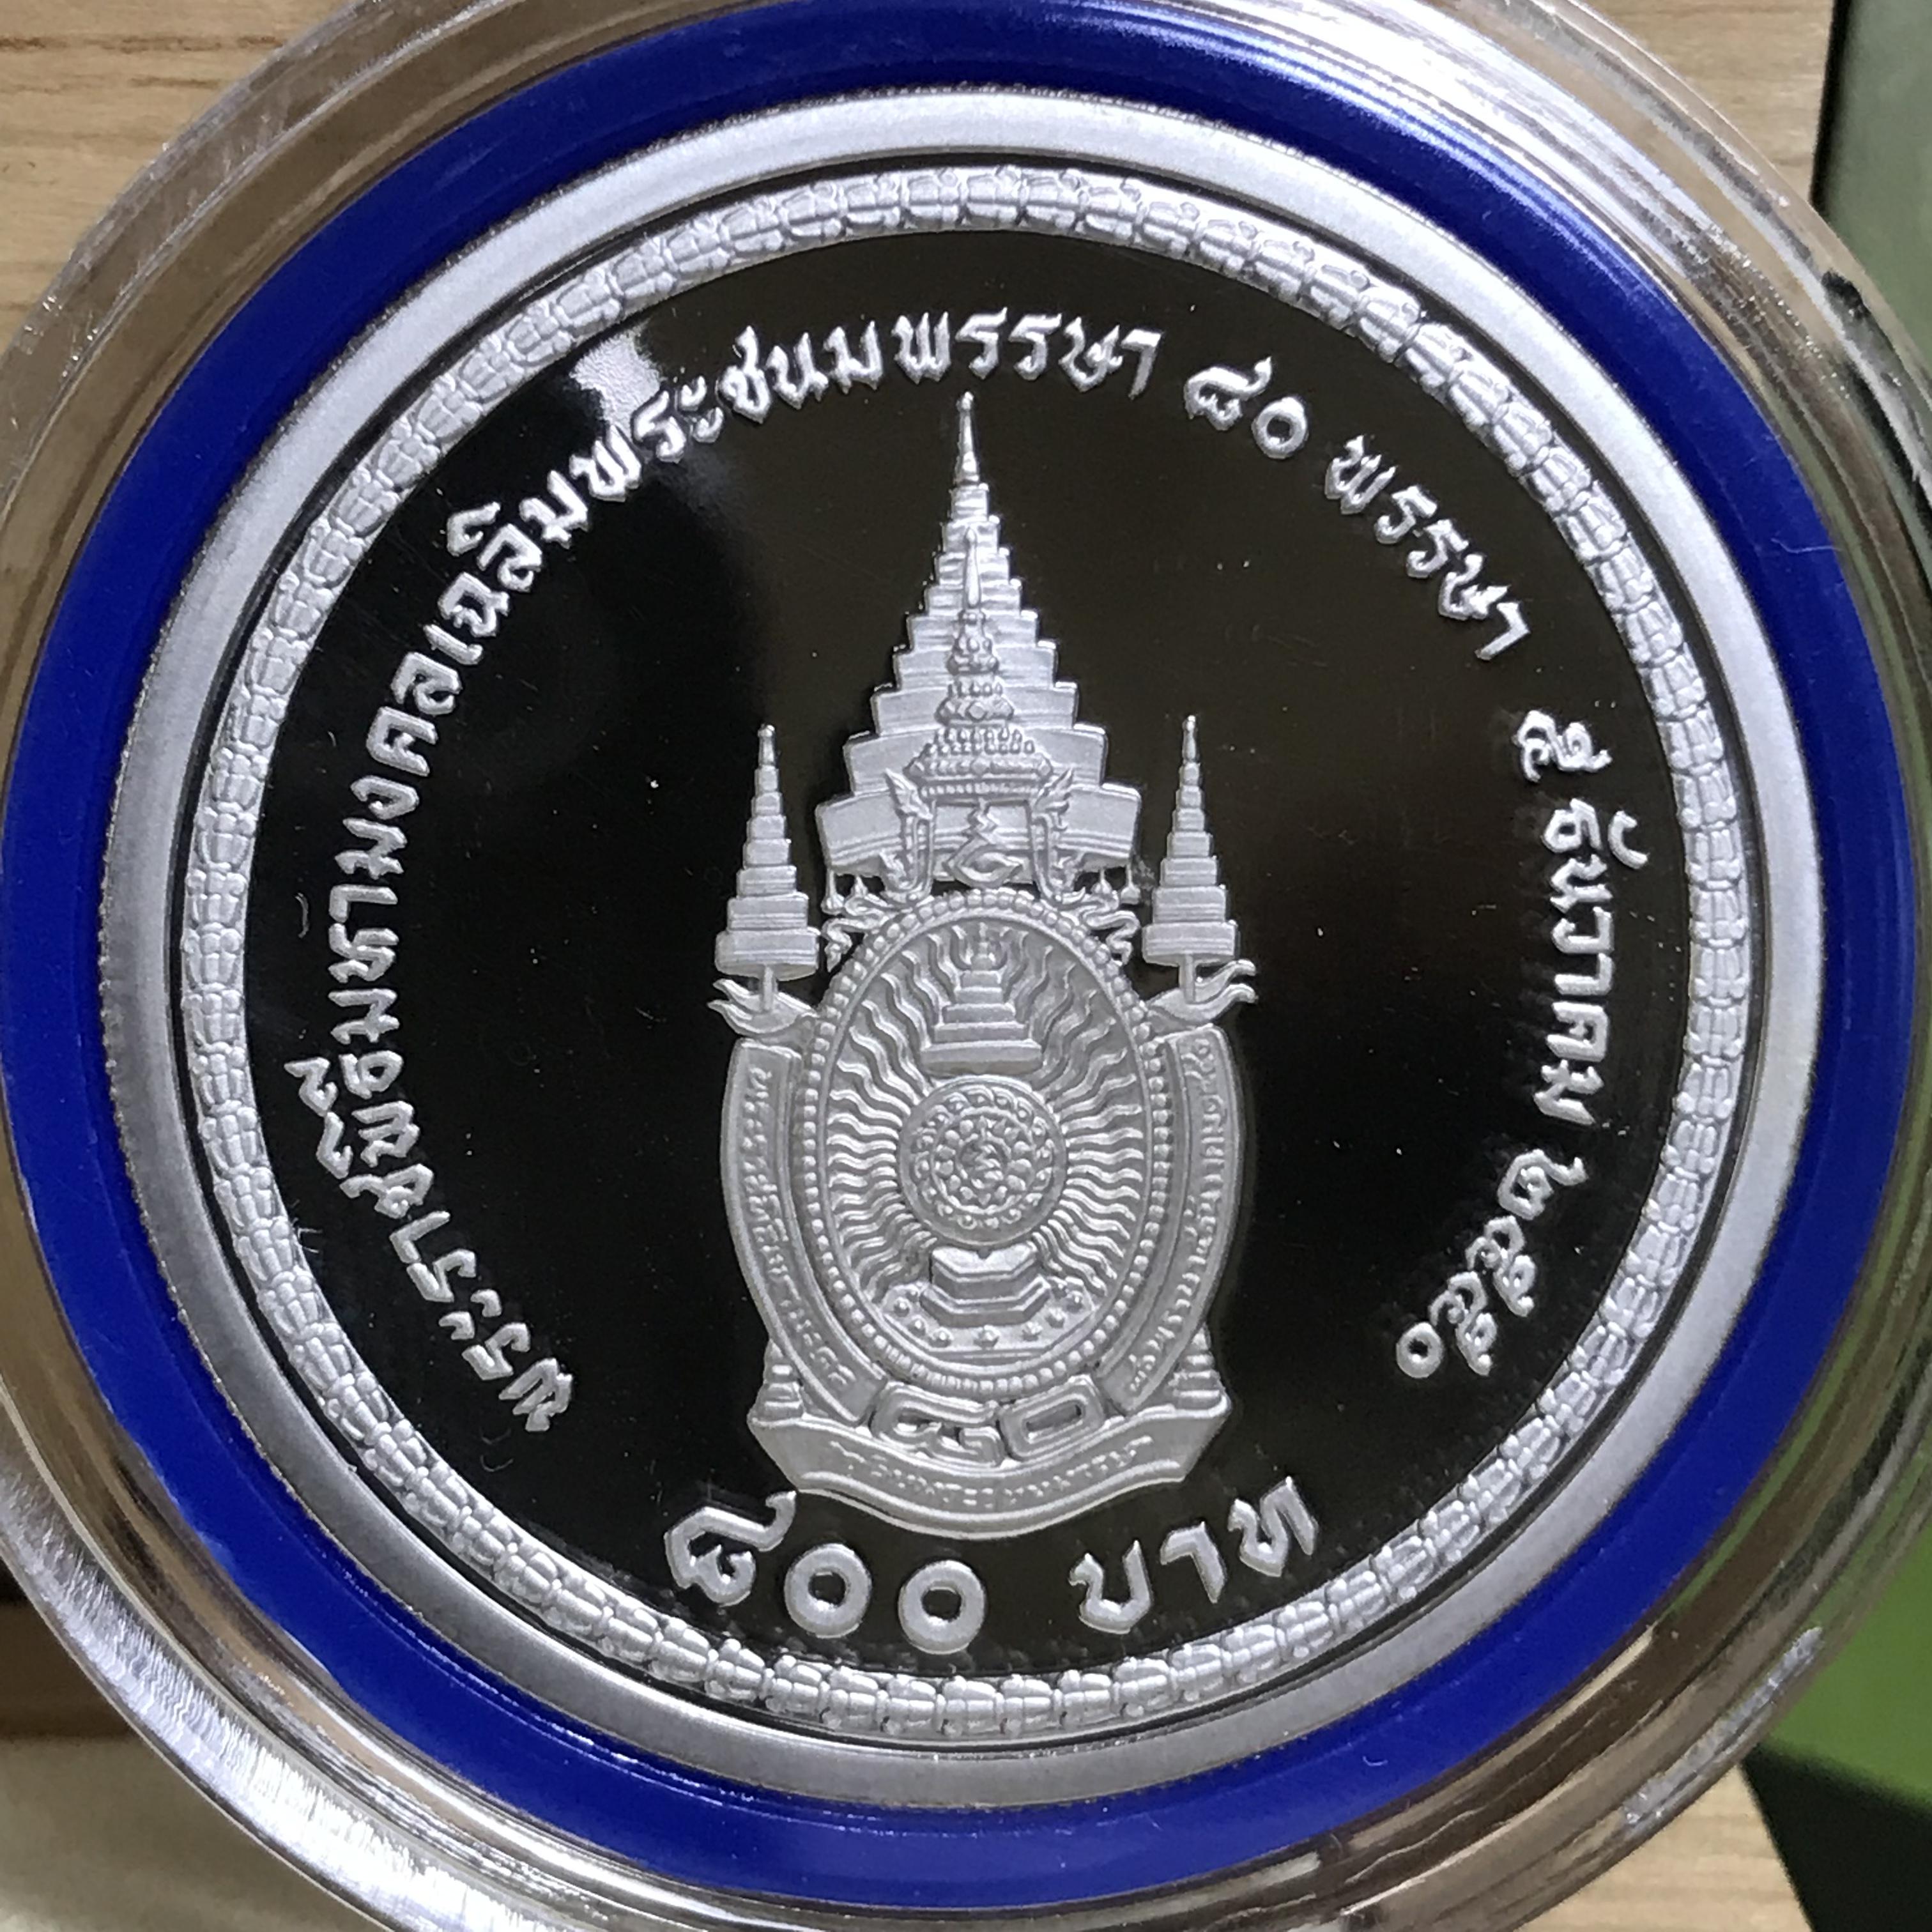 พระราชพิธีมหามงคลเฉลิมพระชนมพรรษา ๘๐ พรรษา ๕ ธันวาคม ๒๕๕๐
๘๐
๘๐๐ บาท